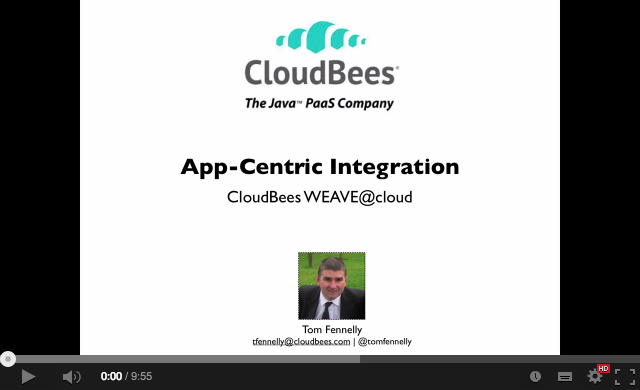 CloudBees®
The Java™ PaaS Company
App-Centric Integration
CloudBees WEAVE@cloud
Tom Fennelly
tfennelly@cloudbees.com | @tomfennelly
0:00 / 9:55
HD